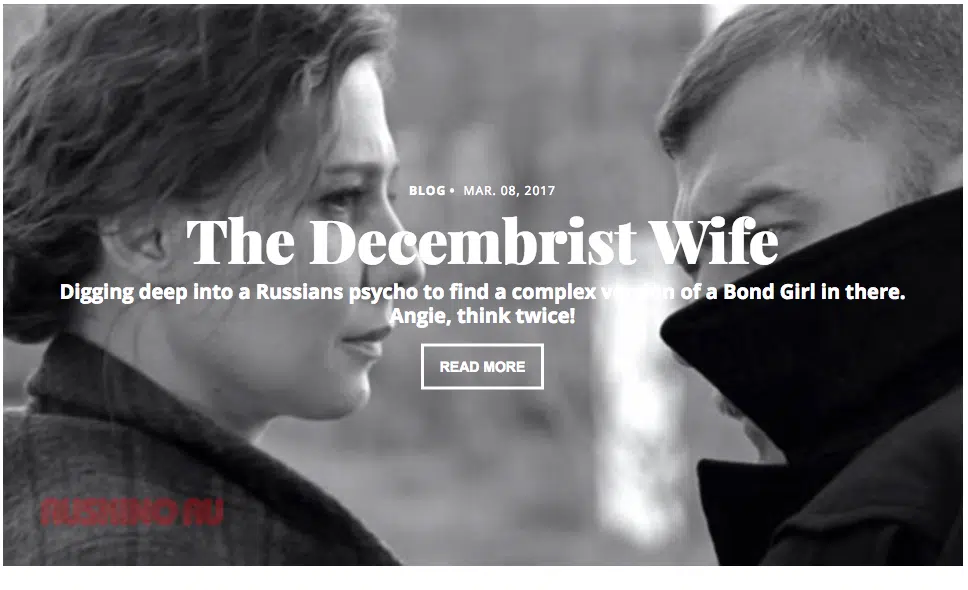 BLOG • MAR. 08, 2017
The Decembrist Wife
Digging deep into a Russians psycho to find a complex version of a Bond Girl in there.
Angie, think twice!
READ MORE
RUSKINO RU